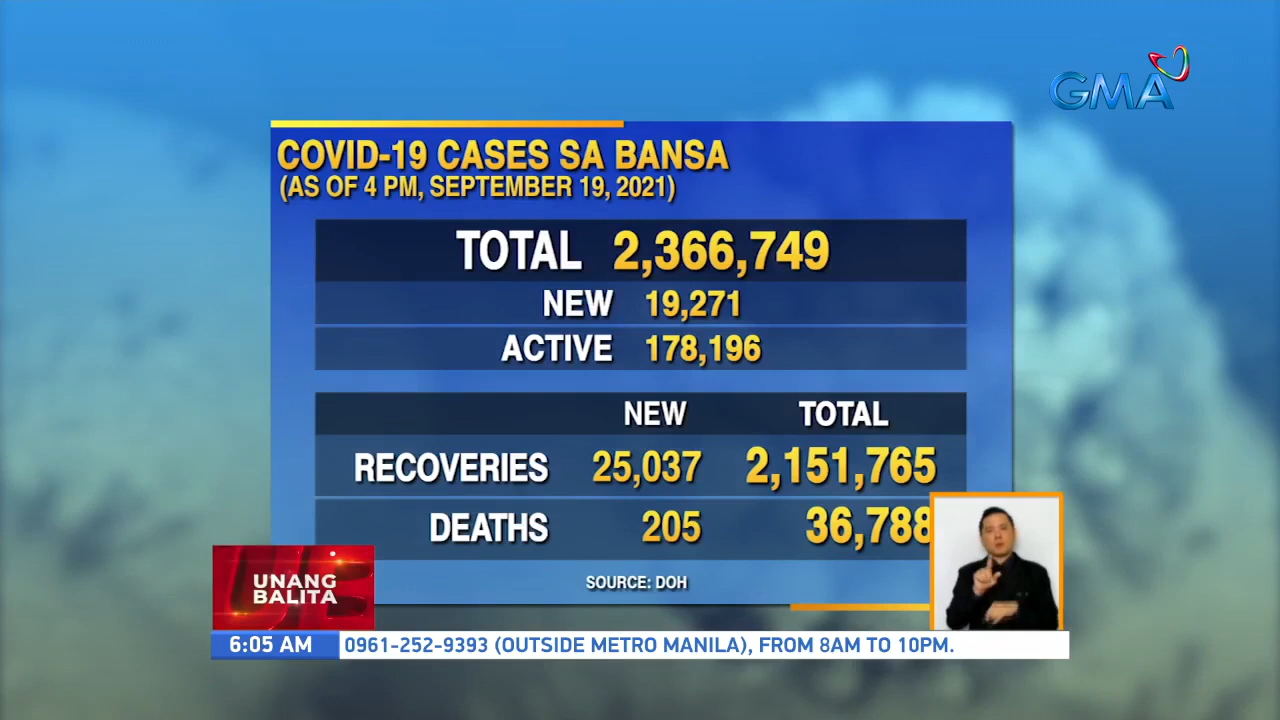 GMA
COVID-19 CASES SA BANSA
(AS OF 4 PM, SEPTEMBER 19, 2021)
TOTAL 2,366,749
NEW 19,271
ACTIVE 178,196
NEW TOTAL
RECOVERIES 25,037 2,151,765
DEATHS 205 36,788
SOURCE: DOH
UNANG
BALITA
6:05 AM 0961-252-9393 (OUTSIDE METRO MANILA), FROM 8AM TO 10PM.